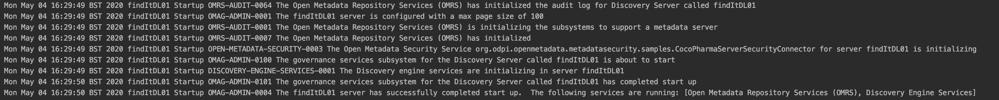 Mon May 04 16:29:49 BST 2020 findItDL01 Startup OMRS-AUDIT-0064 The Open Metadata Repository Services (OMRS) has initialized the audit log for Discovery Server called findItDL01
Mon May 04 16:29:49 BST 2020 findItDL01 Startup OMAG-ADMIN-0001 The findItDL01 server is configured with a max page size of 100
Mon May 04 16:29:49 BST 2020 findItDL01 Startup OMRS-AUDIT-0001 The Open Metadata Repository Services (OMRS) is initializing the subsystems to support a metadata server
Mon May 04 16:29:49 BST 2020 findItDL01 Startup OMRS-AUDIT-0007 The Open Metadata Repository Services (OMRS) has initialized
Mon May 04 16:29:49 BST 2020 findItDL01 Startup OPEN-METADATA-SECURITY-0003 The Open Metadata Security Service org.odpi.openmetadata.metadatasecurity.samples.CocoPharmaServerSecurityConnector for server findItDL01 is initializing
Mon May 04 16:29:49 BST 2020 findItDL01 Startup OMAG-ADMIN-0100 The governance services subsystem for the Discovery Server called findItDL01 is about to start
Mon May 04 16:29:49 BST 2020 findItDL01 Startup DISCOVERY-ENGINE-SERVICES-0001 The Discovery engine services are initializing in server findItDL01
Mon May 04 16:29:50 BST 2020 findItDL01 Startup OMAG-ADMIN-0101 The governance services subsystem for the Discovery Server called findItDL01 has completed start up
Mon May 04 16:29:50 BST 2020 findItDL01 Startup OMAG-ADMIN-0004 The findItDL01 server has successfully completed start up.  The following services are running: [Open Metadata Repository Services (OMRS), Discovery Engine Services]